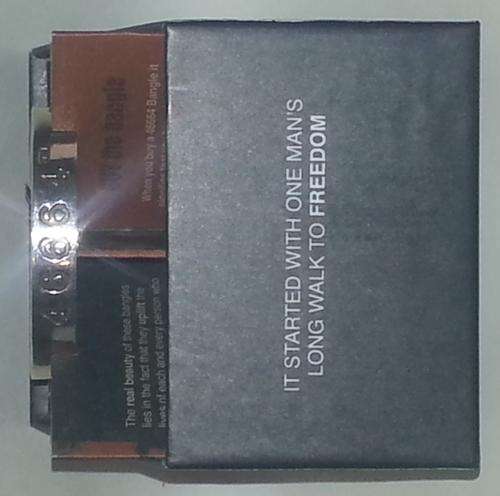 46664
Buy the bangle
When you buy a 46664 Bangle it
The real beauty of these bangles
lies in the fact that they uplift the
lives of each and every person who
IT STARTED WITH ONE MAN'S
LONG WALK TO FREEDOM